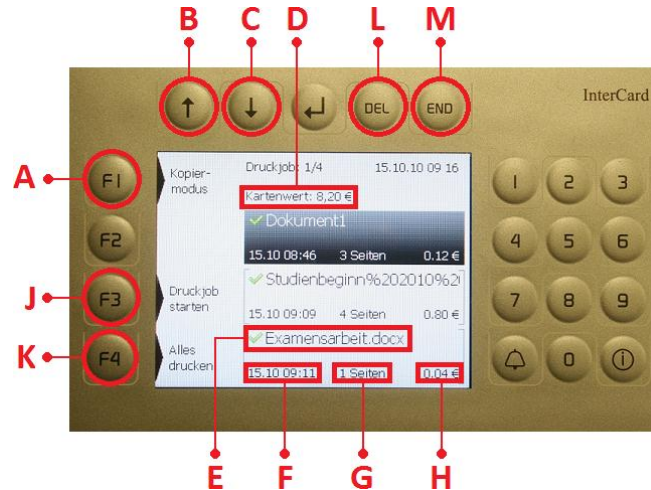 B C D L M
InterCard
DEL END
A F1 Kopier-modus Druckjob: 1/4 15.10.10 09 16 1 2 3
Kartenwert: 8,20 €
Dokument1
F2 15.10 08:46 3 Seiten 0.12 € 4 5 6
Studienbeginn%202010%2
J F3 Druckjob starten 15.10 09:09 4 Seiten 0.80 € 7 8 9
Examensarbeit.docx
K F4 Alles drucken 15.10 09:11 1 Seiten 0,04 € 0 i
E F G H